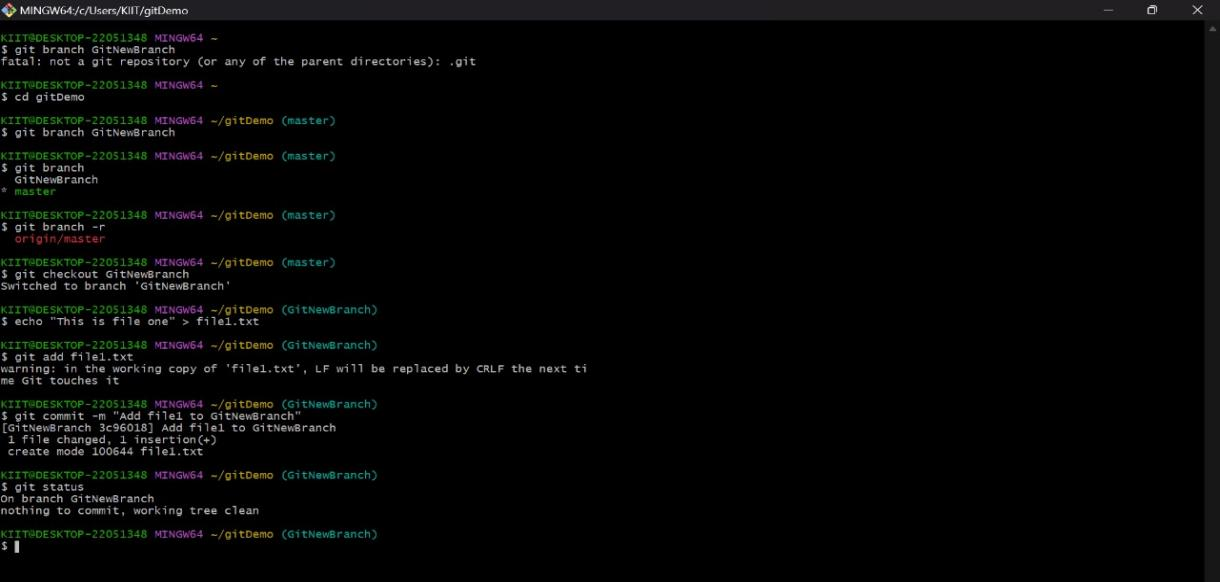 MINGW64:/c/Users/KIIT/gitDemo
KIIT@DESKTOP-22051348 MINGW64 ~
$ git branch GitNewBranch
fatal: not a git repository (or any of the parent directories): .git
KIIT@DESKTOP-22051348 MINGW64 ~
$ cd gitDemo
KIIT@DESKTOP-22051348 MINGW64 ~/gitDemo (master)
$ git branch GitNewBranch
KIIT@DESKTOP-22051348 MINGW64 ~/gitDemo (master)
$ git branch
  GitNewBranch
* master
KIIT@DESKTOP-22051348 MINGW64 ~/gitDemo (master)
$ git branch -r
  origin/master
KIIT@DESKTOP-22051348 MINGW64 ~/gitDemo (master)
$ git checkout GitNewBranch
Switched to branch 'GitNewBranch'
KIIT@DESKTOP-22051348 MINGW64 ~/gitDemo (GitNewBranch)
$ echo "This is file one" > file1.txt
KIIT@DESKTOP-22051348 MINGW64 ~/gitDemo (GitNewBranch)
$ git add file1.txt
warning: in the working copy of 'file1.txt', LF will be replaced by CRLF the next ti
me Git touches it
KIIT@DESKTOP-22051348 MINGW64 ~/gitDemo (GitNewBranch)
$ git commit -m "Add file1 to GitNewBranch"
[GitNewBranch 3c96018] Add file1 to GitNewBranch
 1 file changed, 1 insertion(+)
 create mode 100644 file1.txt
KIIT@DESKTOP-22051348 MINGW64 ~/gitDemo (GitNewBranch)
$ git status
On branch GitNewBranch
nothing to commit, working tree clean
KIIT@DESKTOP-22051348 MINGW64 ~/gitDemo (GitNewBranch)
$